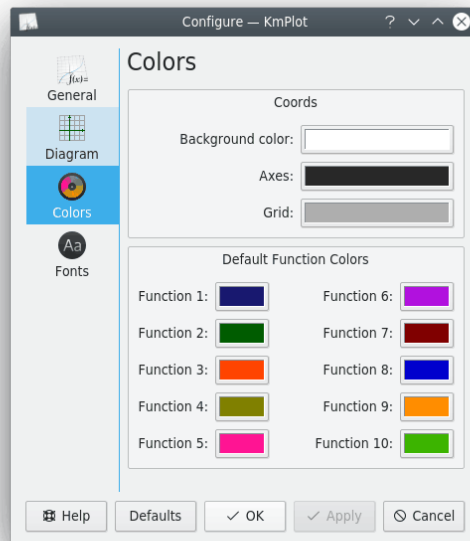 Configure — KmPlot
?
f(x)=
General
Diagram
Colors
Aa
Fonts
Colors
Coords
Background color:
Axes:
Grid:
Default Function Colors
Function 1:
Function 6:
Function 2:
Function 7:
Function 3:
Function 8:
Function 4:
Function 9:
Function 5:
Function 10:
Help
Defaults
OK
Apply
Cancel